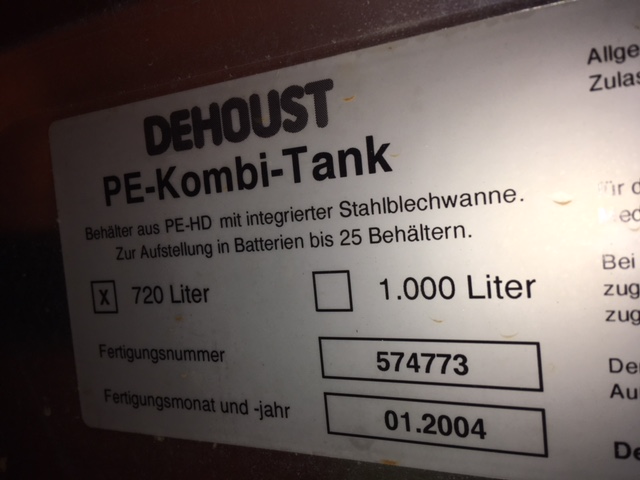 DEHOUST
PE-Kombi-Tank
Behälter aus PE-HD mit integrierter Stahlblechwanne.
Zur Aufstellung in Batterien bis 25 Behältern.
X 720 Liter 1.000 Liter
Fertigungsnummer 574773
Fertigungsmonat und -jahr 01.2004
Allge
Zulas
Bei
zug
zug
Der
Au
De